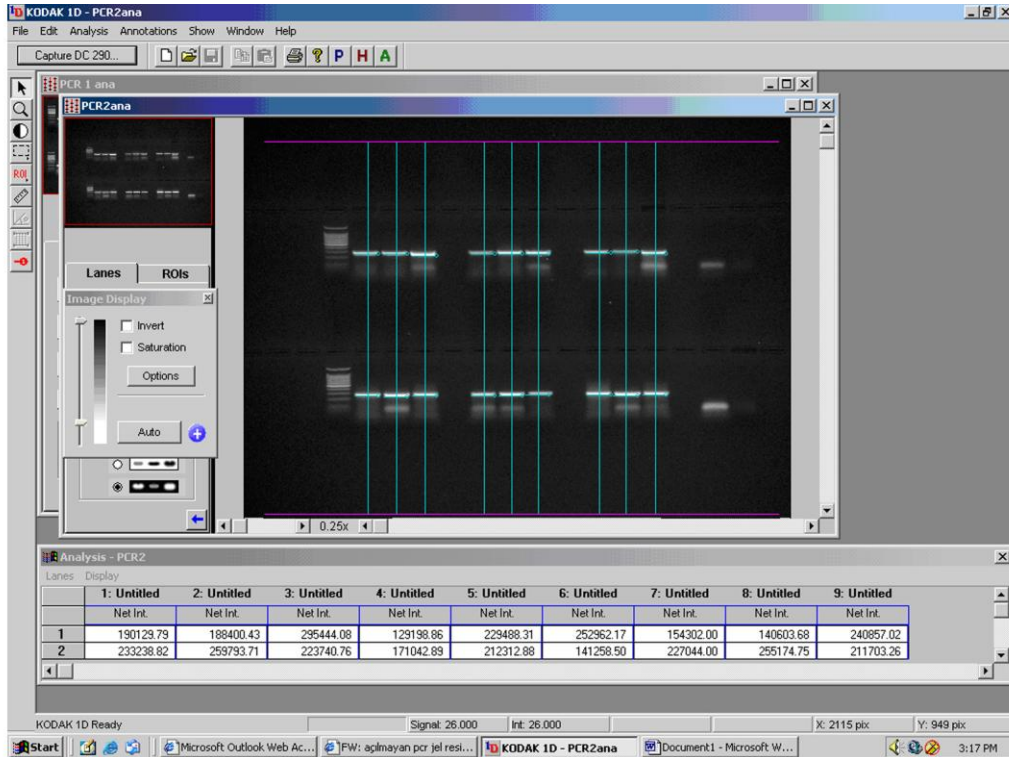 KODAK 1D - PCR2ana
File Edit Analysis Annotations Show Window Help
Capture DC 290... P H A
PCR 1 ana
PCR2ana
ROI
Lanes ROIs
Image Display
Invert
Saturation
Options
Auto
0.25x
Analysis - PCR2
Lanes Display
1: Untitled 2: Untitled 3: Untitled 4: Untitled 5: Untitled 6: Untitled 7: Untitled 8: Untitled 9: Untitled
Net Int. Net Int. Net Int. Net Int. Net Int. Net Int. Net Int. Net Int. Net Int.
1 190129.79 188400.43 295444.08 129198.86 229488.31 252962.17 154302.00 140603.68 240857.02
2 233238.82 259793.71 223740.76 171042.89 212312.88 141258.50 227044.00 255174.75 211703.26
KODAK 1D Ready Signal: 26.000 Int: 26.000 X: 2115 pix Y: 949 pix
Start Microsoft Outlook Web Ac... FW: açılmayan pcr jel resi... KODAK 1D - PCR2ana Document1 - Microsoft W... 3:17 PM